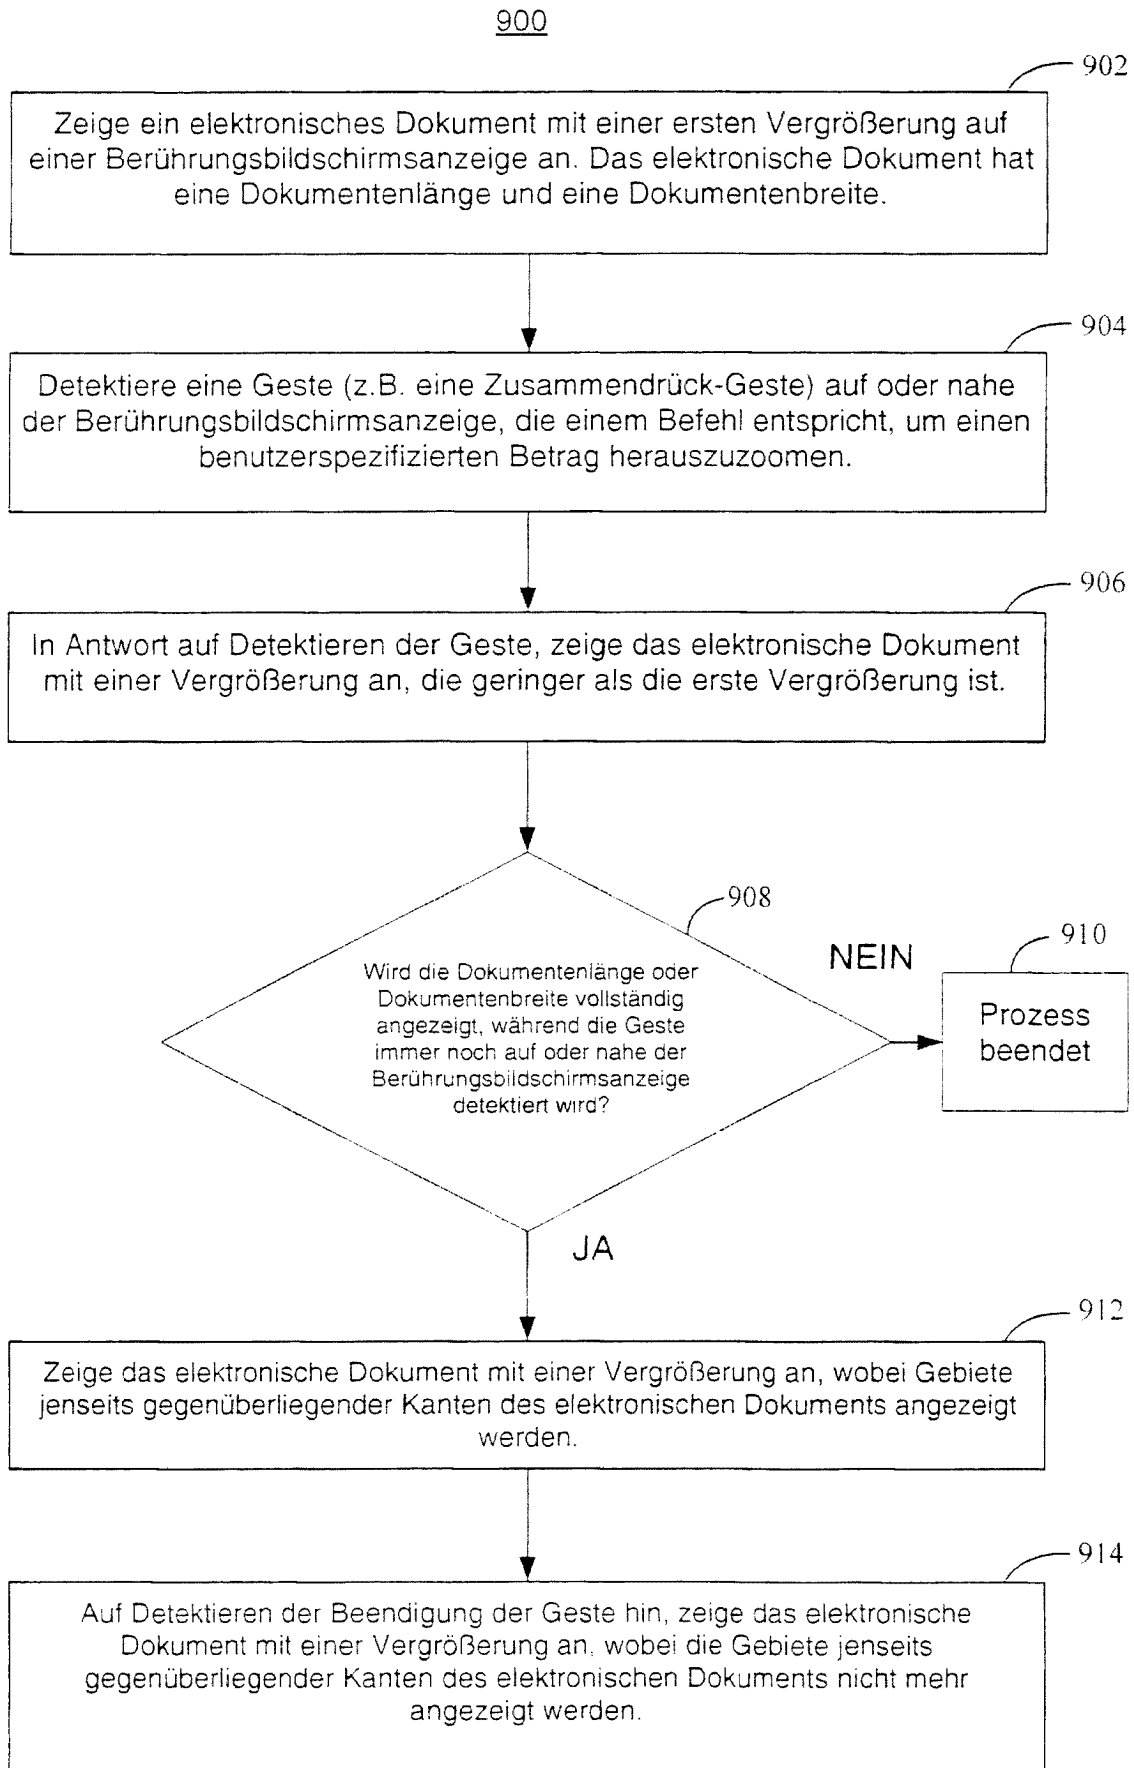 900
902
Zeige ein elektronisches Dokument mit einer ersten Vergrößerung auf
einer Berührungsbildschirmsanzeige an. Das elektronische Dokument hat
eine Dokumentenlänge und eine Dokumentenbreite.
904
Detektiere eine Geste (z.B. eine Zusammendrück-Geste) auf oder nahe
der Berührungsbildschirmsanzeige, die einem Befehl entspricht, um einen
benutzerspezifizierten Betrag herauszuzoomen.
906
In Antwort auf Detektieren der Geste, zeige das elektronische Dokument
mit einer Vergrößerung an, die geringer als die erste Vergrößerung ist.
908
Wird die Dokumentenlänge oder
Dokumentenbreite vollständig
angezeigt, während die Geste
immer noch auf oder nahe der
Berührungsbildschirmsanzeige
detektiert wird?
NEIN
910
Prozess
beendet
JA
912
Zeige das elektronische Dokument mit einer Vergrößerung an, wobei Gebiete
jenseits gegenüberliegender Kanten des elektronischen Dokuments angezeigt
werden.
914
Auf Detektieren der Beendigung der Geste hin, zeige das elektronische
Dokument mit einer Vergrößerung an, wobei die Gebiete jenseits
gegenüberliegender Kanten des elektronischen Dokuments nicht mehr
angezeigt werden.